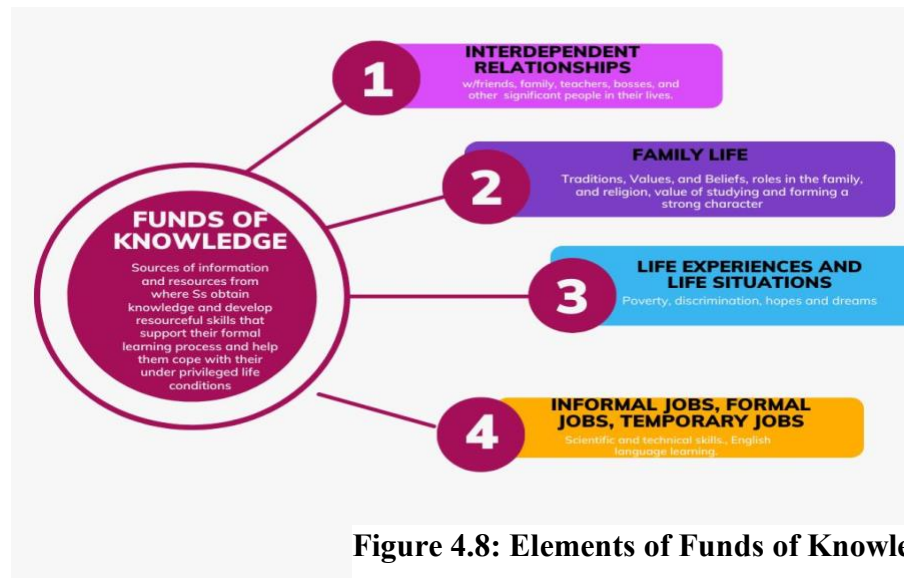 FUNDS OF
KNOWLEDGE
Sources of information
and resources from
where Ss obtain
knowledge and develop
resourceful skills that
support their formal
learning process and help
them cope with their
under privileged life
conditions
1
INTERDEPENDENT
RELATIONSHIPS
w/friends, family, teachers, bosses, and
other significant people in their lives.
2
FAMILY LIFE
Traditions, Values, and Beliefs, roles in the family,
and religion, value of studying and forming a
strong character
3
LIFE EXPERIENCES AND
LIFE SITUATIONS
Poverty, discrimination, hopes and dreams
4
INFORMAL JOBS, FORMAL
JOBS, TEMPORARY JOBS
Scientific and technical skills., English
language learning.
Figure 4.8: Elements of Funds of Knowle